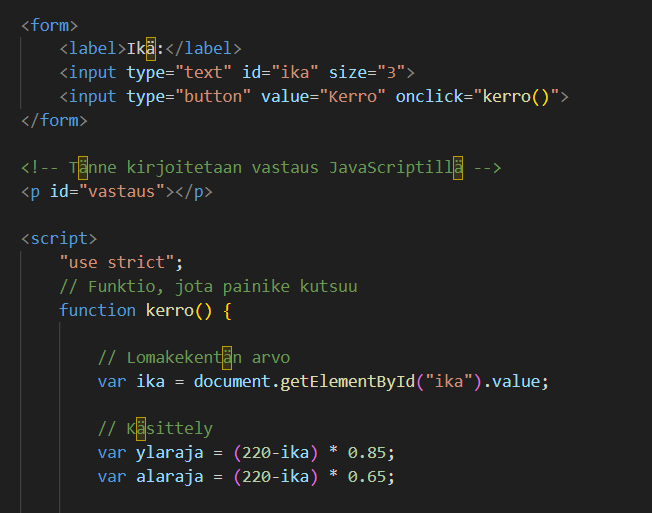 <form>
<label>Ikä:</label>
<input type="text" id="ika" size="3">
<input type="button" value="Kerro" onclick="kerro()">
</form>
<!-- Tänne kirjoitetaan vastaus JavaScriptillä -->
<p id="vastaus"></p>
<script>
"use strict";
// Funktio, jota painike kutsuu
function kerro() {
// Lomakekentän arvo
var ika = document.getElementById("ika").value;
// Käsittely
var ylaraja = (220-ika) * 0.85;
var alaraja = (220-ika) * 0.65;